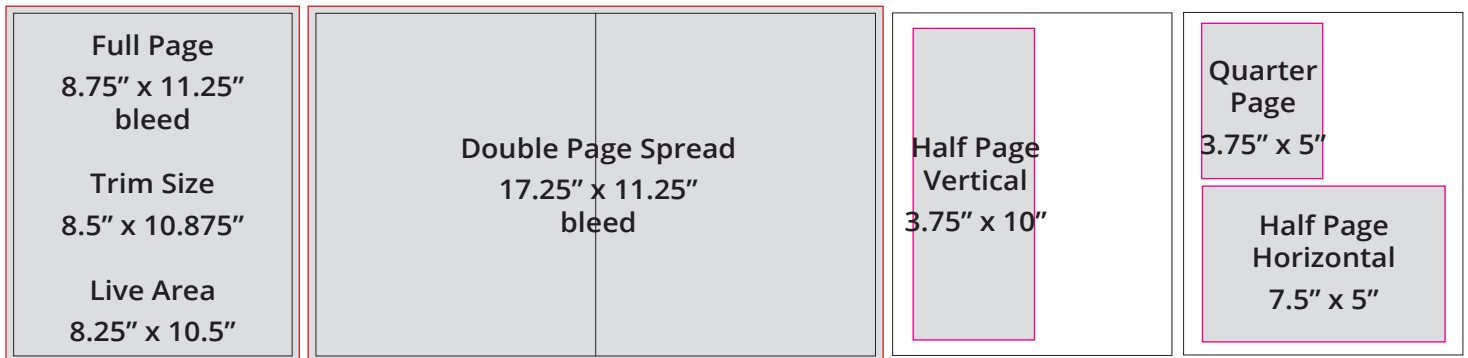 Full Page
8.75” x 11.25”
bleed
Trim Size
8.5” x 10.875”
Live Area
8.25” x 10.5”
Double Page Spread
17.25” x 11.25”
bleed
Half Page
Vertical
3.75” x 10”
Quarter
Page
3.75” x 5”
Half Page
Horizontal
7.5” x 5”